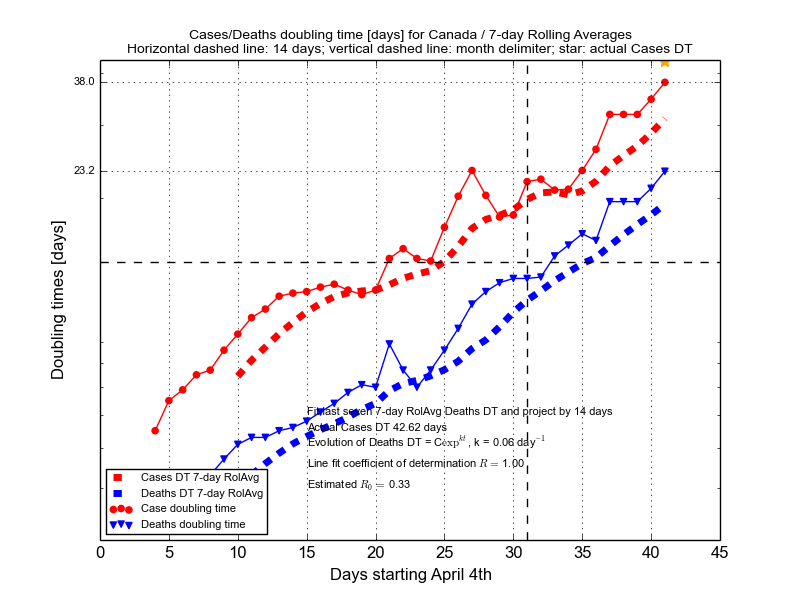 Cases/Deaths doubling time [days] for Canada / 7-day Rolling Averages
Horizontal dashed line: 14 days; vertical dashed line: month delimiter; star: actual Cases DT
38.0
23.2
Doubling times [days]
Fit last seven 7-day RolAvg Deaths DT and project by 14 days
Actual Cases DT 42.62 days
Evolution of Deaths DT = Cexp^{kt}, k = 0.06 day^{-1}
Line fit coefficient of determination R = 1.00
Estimated R_0 = 0.33
Cases DT 7-day RolAvg
Deaths DT 7-day RolAvg
Case doubling time
Deaths doubling time
0 5 10 15 20 25 30 35 40 45
Days starting April 4th